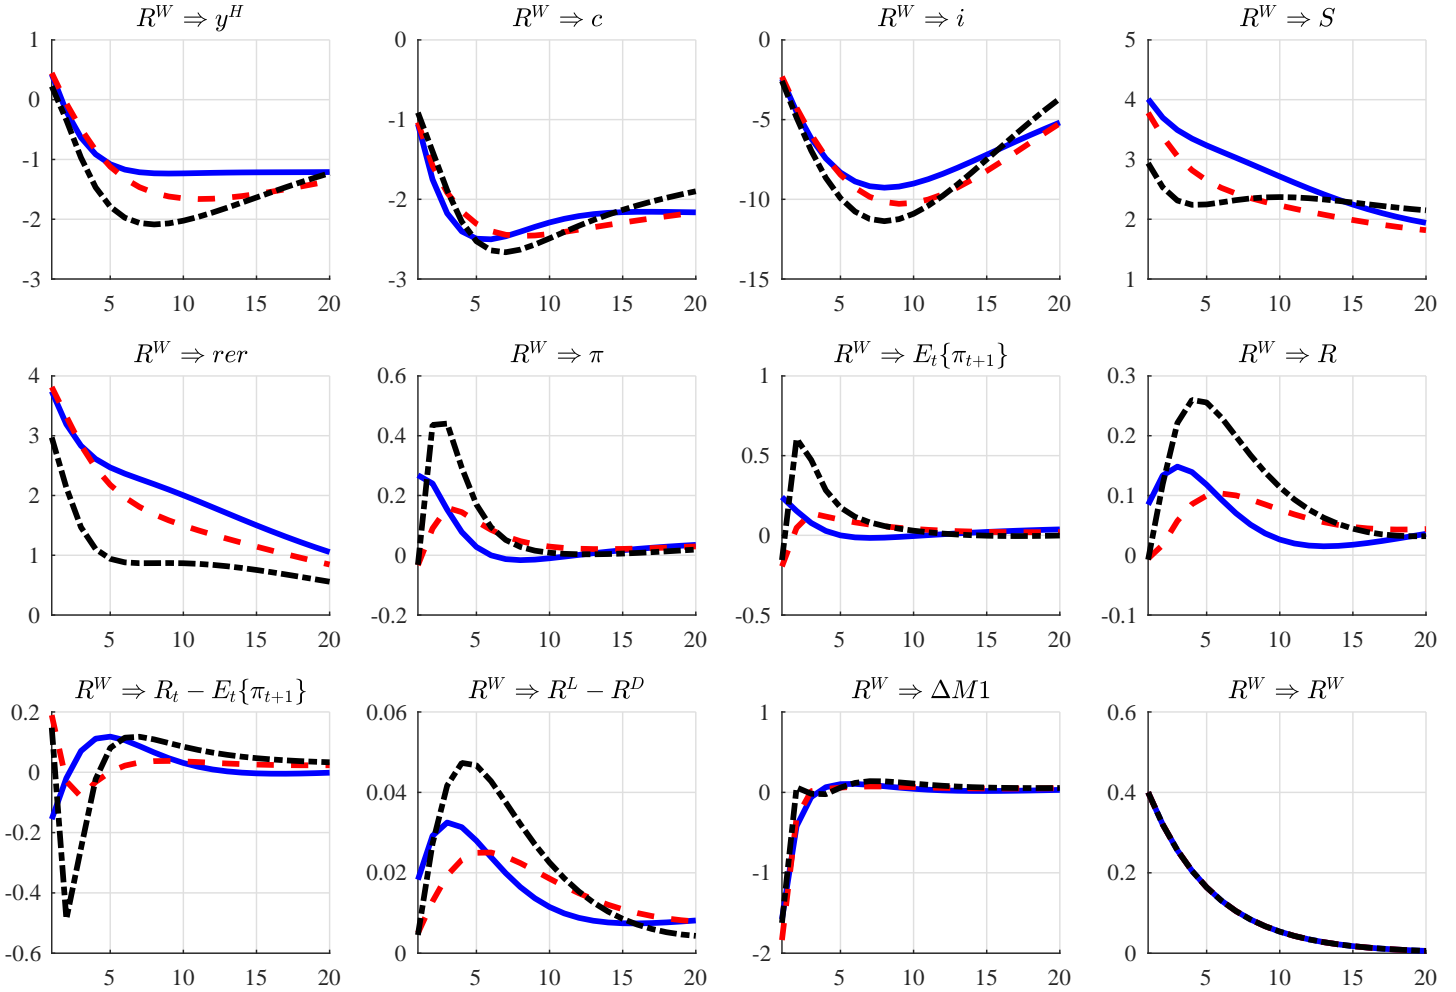 R^W ⇒ y^H
R^W ⇒ c
R^W ⇒ i
R^W ⇒ S
1
0
-1
-2
-3
5 10 15 20
0
-1
-2
-3
5 10 15 20
0
-5
-10
-15
5 10 15 20
5
4
3
2
1
5 10 15 20
R^W ⇒ rer
R^W ⇒ π
R^W ⇒ E_t{π_{t+1}}
R^W ⇒ R
4
3
2
1
0
5 10 15 20
0.6
0.4
0.2
0
-0.2
5 10 15 20
1
0.5
0
-0.5
5 10 15 20
0.3
0.2
0.1
0
-0.1
5 10 15 20
R^W ⇒ R_t − E_t{π_{t+1}}
R^W ⇒ R^L − R^D
R^W ⇒ ΔM1
R^W ⇒ R^W
0.2
0
-0.2
-0.4
-0.6
5 10 15 20
0.06
0.04
0.02
0
5 10 15 20
1
0
-1
-2
5 10 15 20
0.6
0.4
0.2
0
5 10 15 20